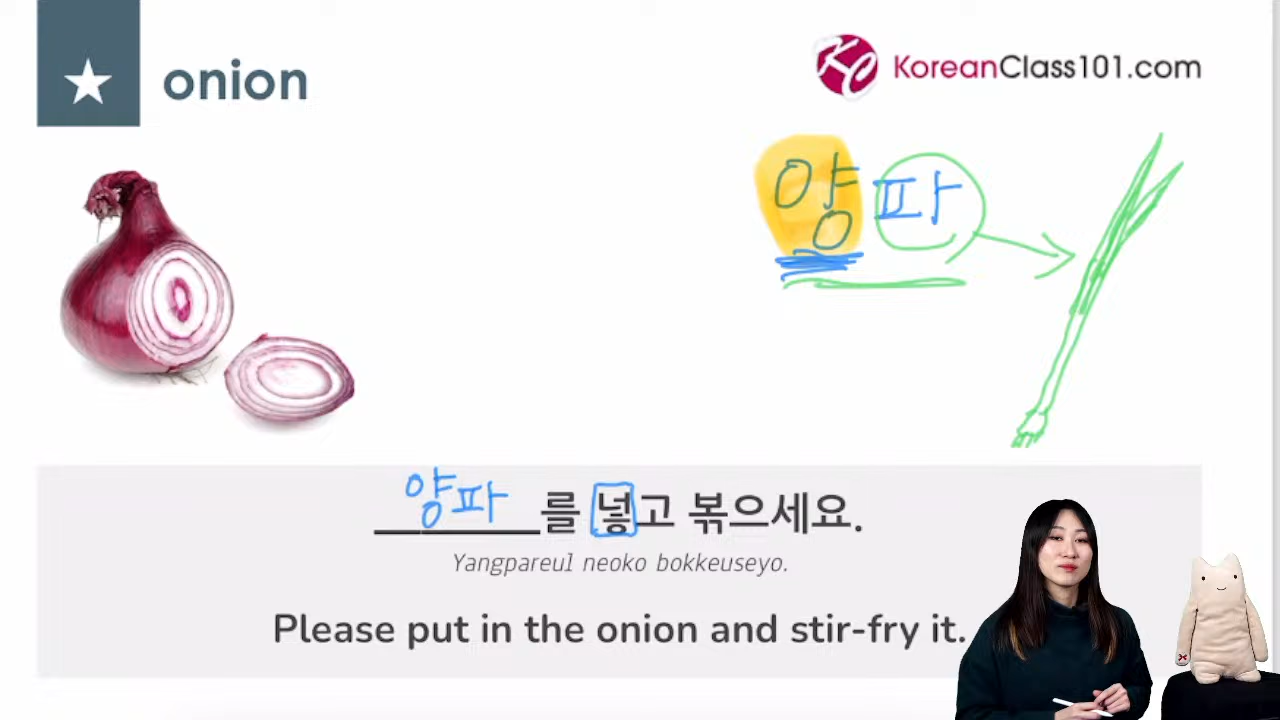 onion
KoreanClass101.com
KC
양파
양파를 넣고 볶으세요.
Yangpareul neoko bokkeuseyo.
Please put in the onion and stir-fry it.